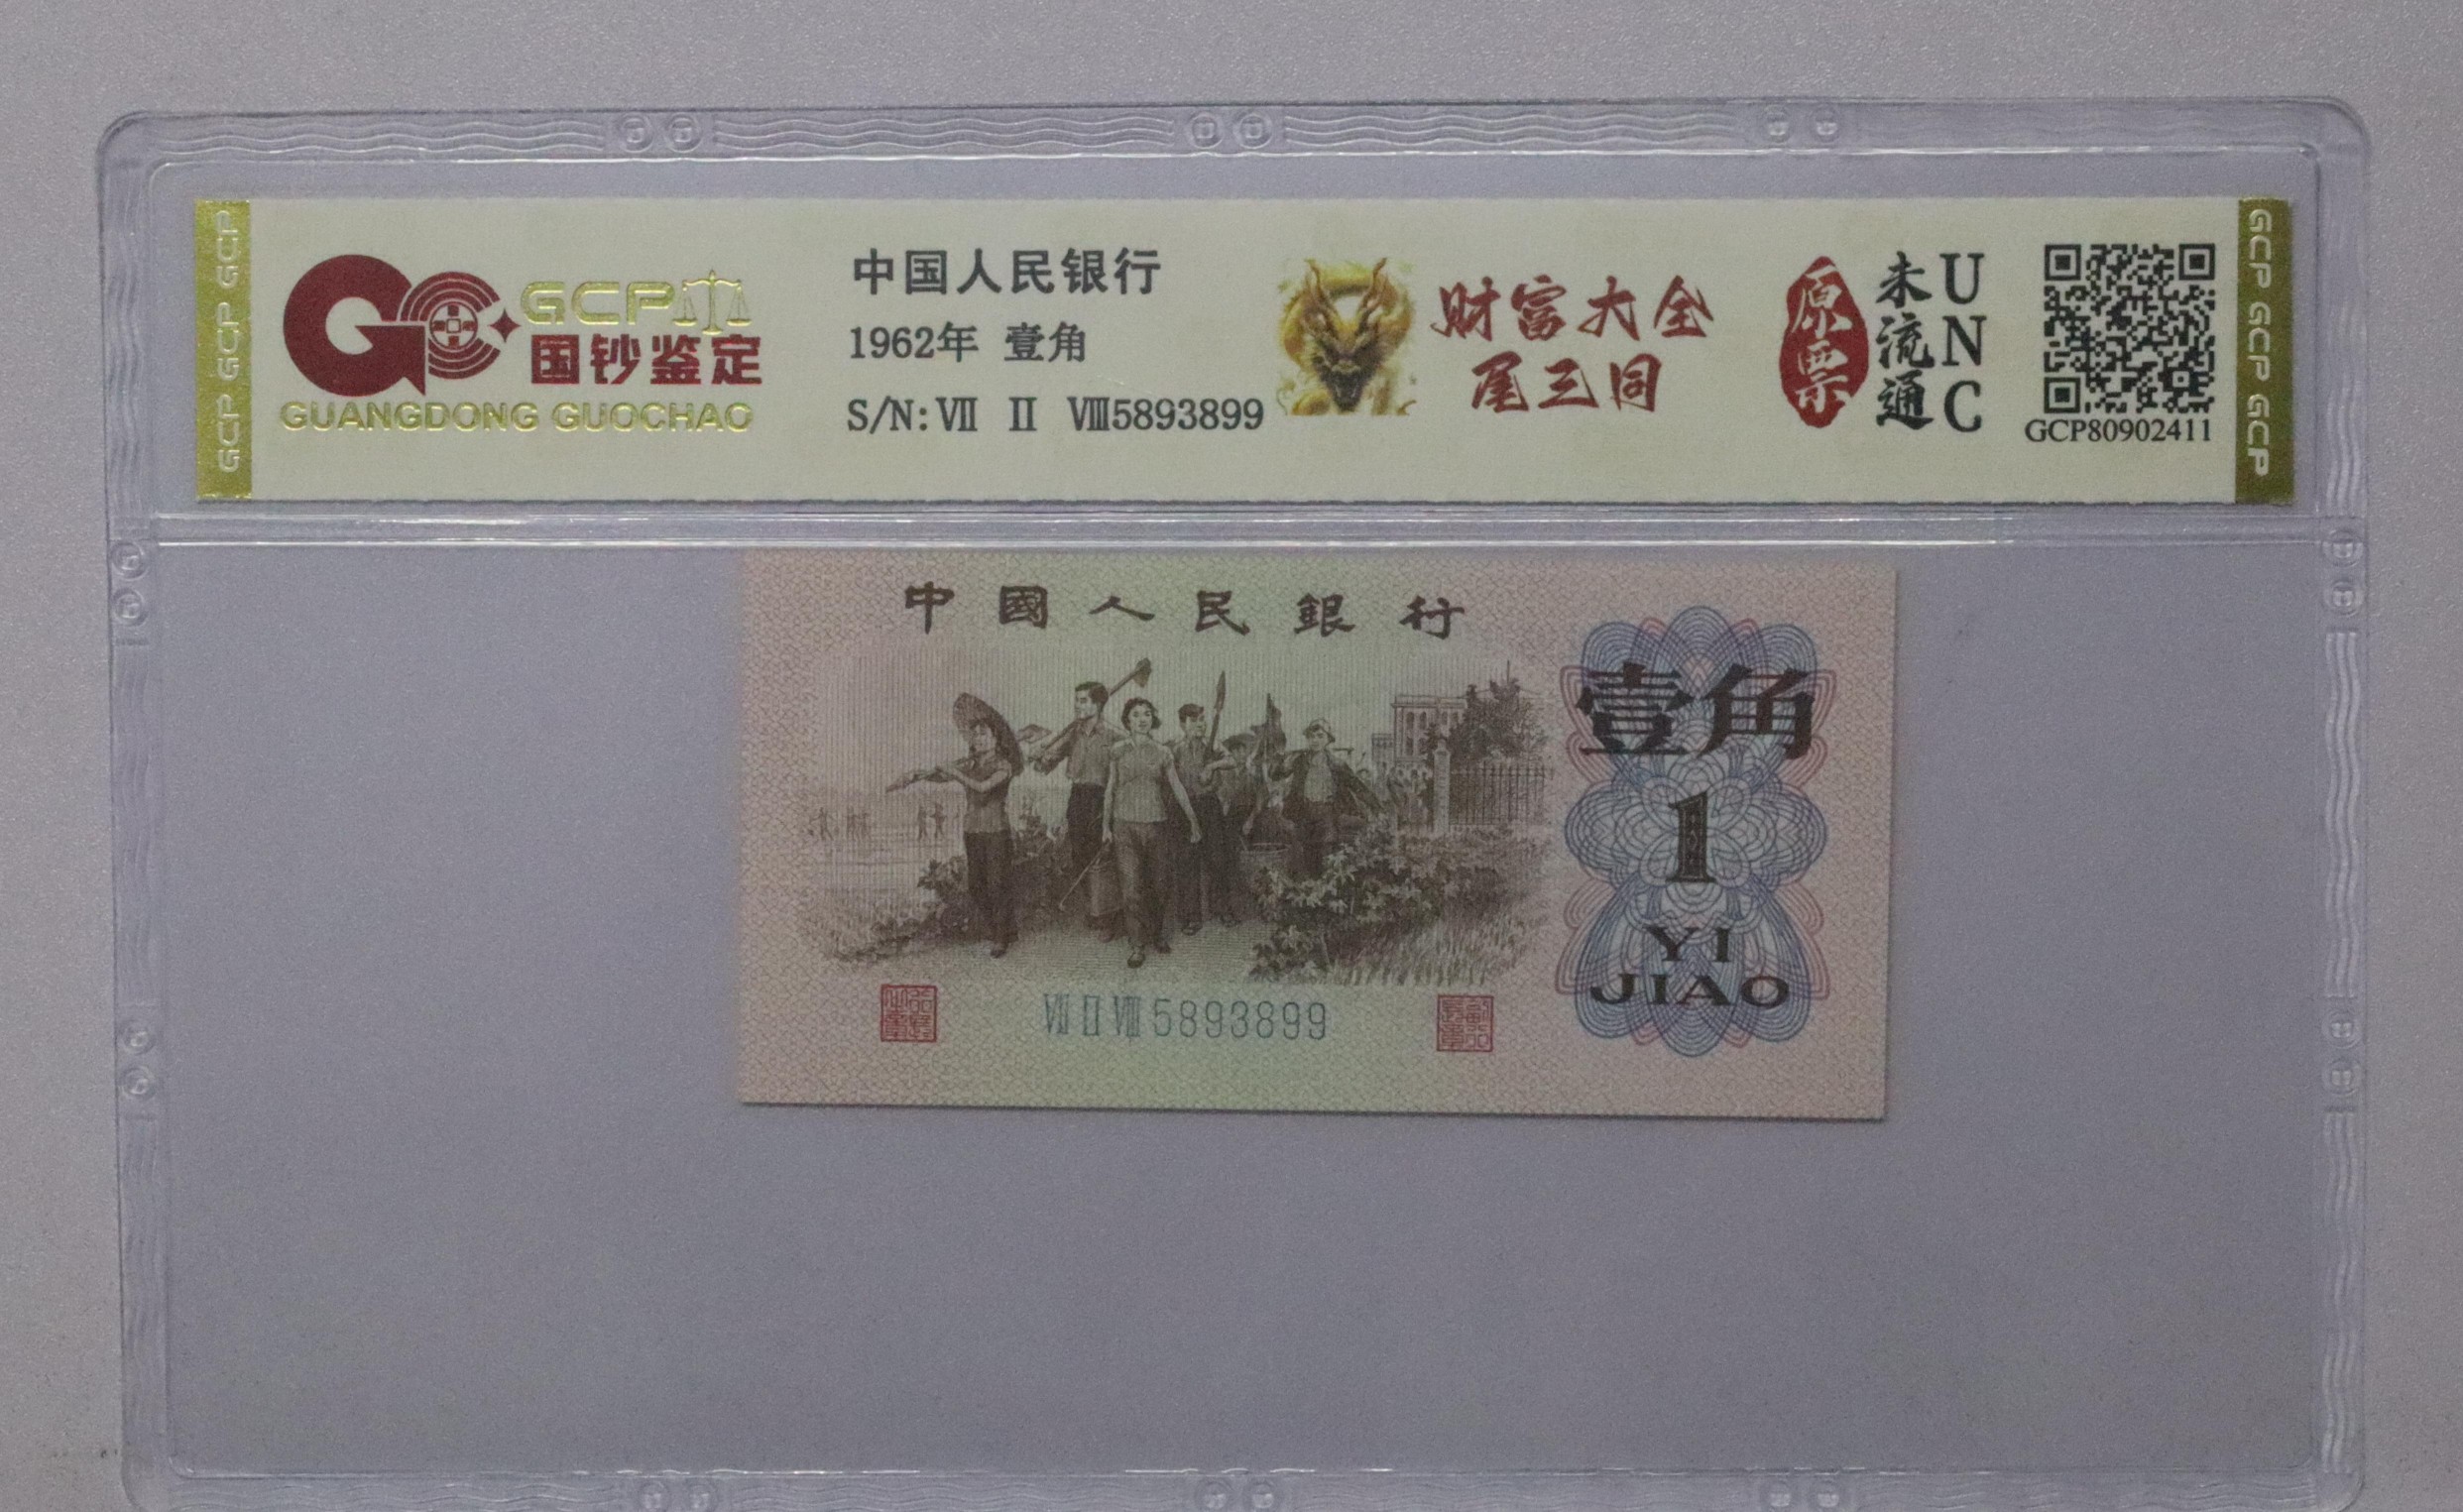 GCP GCP GCP GCP
GCP
国钞鉴定
GUANGDONG GUOCHAO
中国人民银行
1962年 壹角
S/N: Ⅶ Ⅱ Ⅷ5893899
财富大全
尾三同
原票
未流通
UNC
GCP80902411
GCP GCP GCP GCP
中國人民銀行
壹角
1
YI
JIAO
Ⅶ Ⅱ Ⅷ 5893899